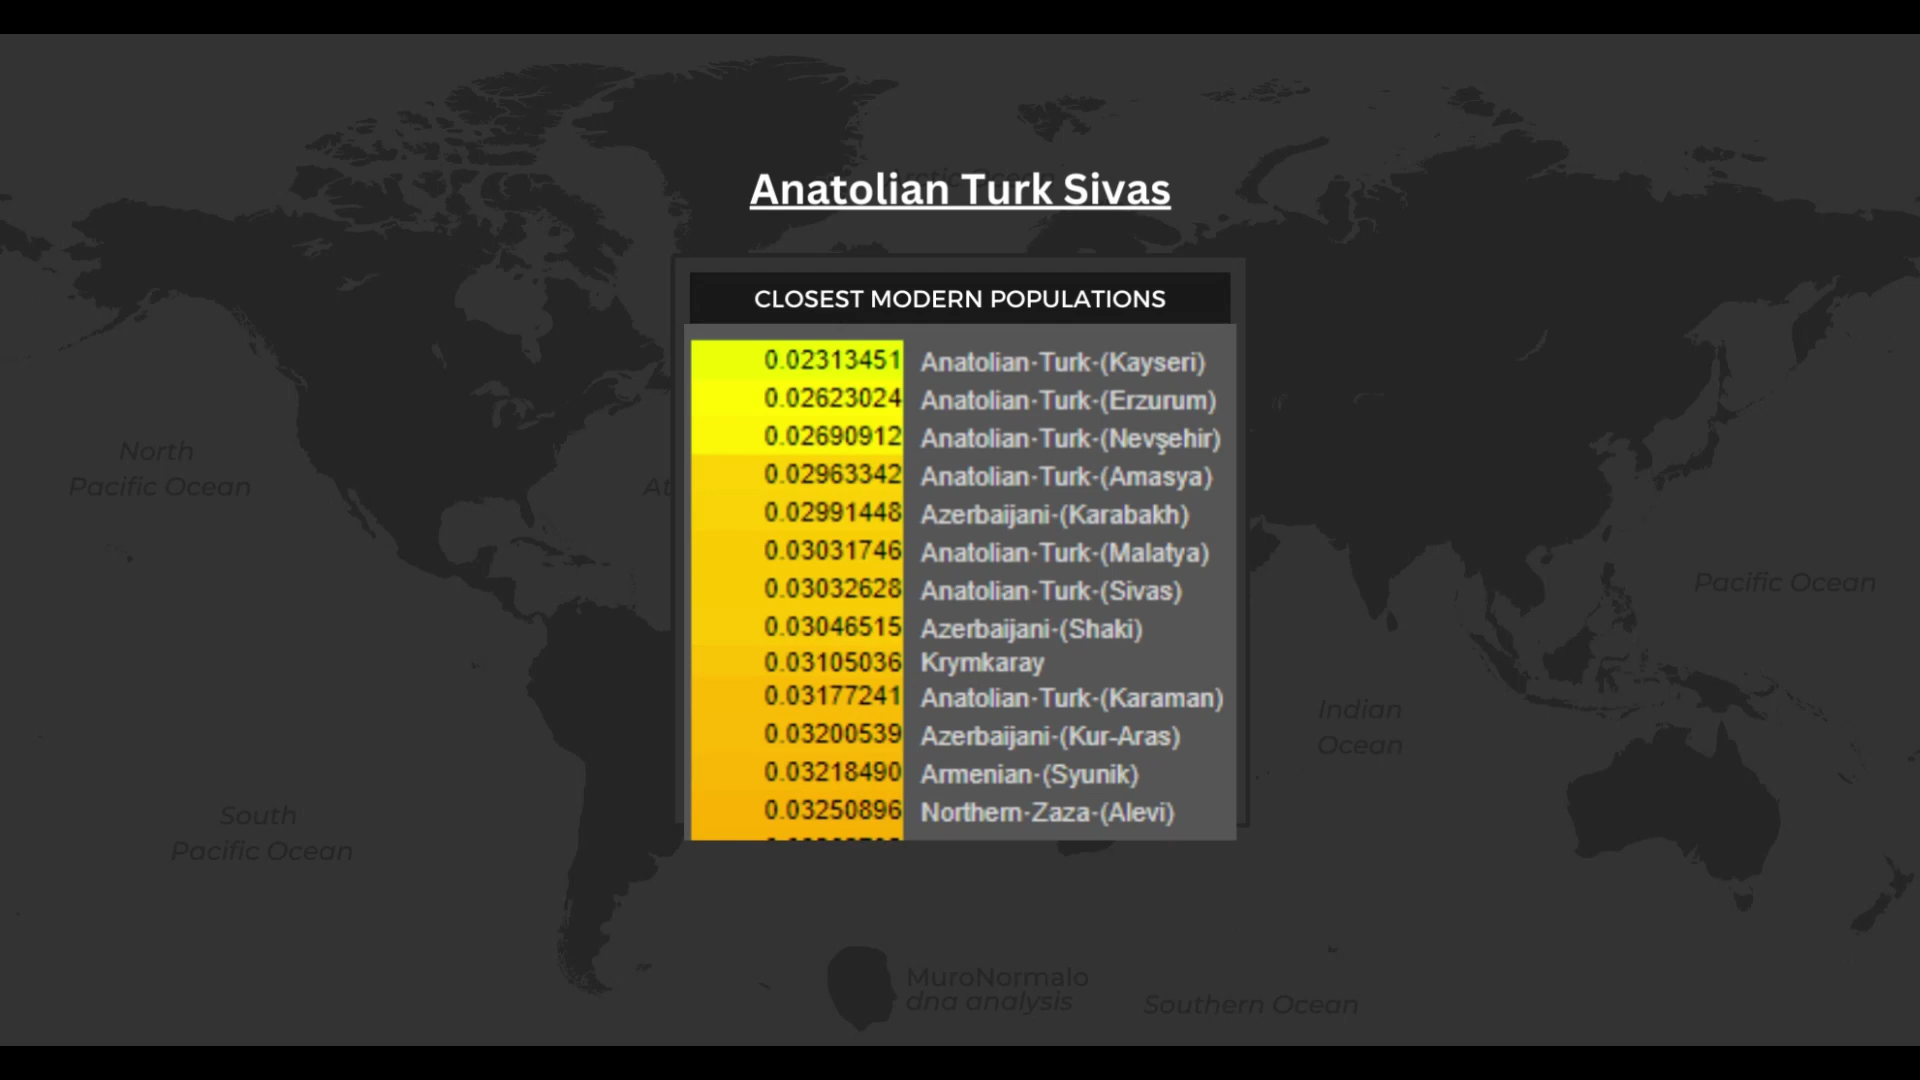 Anatolian Turk Sivas
CLOSEST MODERN POPULATIONS
0.02313451 Anatolian-Turk-(Kayseri)
0.02623024 Anatolian-Turk-(Erzurum)
0.02690912 Anatolian-Turk-(Nevşehir)
0.02963342 Anatolian-Turk-(Amasya)
0.02991448 Azerbaijani-(Karabakh)
0.03031746 Anatolian-Turk-(Malatya)
0.03032628 Anatolian-Turk-(Sivas)
0.03046515 Azerbaijani-(Shaki)
0.03105036 Krymkaray
0.03177241 Anatolian-Turk-(Karaman)
0.03200539 Azerbaijani-(Kur-Aras)
0.03218490 Armenian-(Syunik)
0.03250896 Northern-Zaza-(Alevi)
North
Pacific Ocean
Pacific Ocean
Indian
Ocean
South
Pacific Ocean
MuroNormalo
dna analysis
Southern Ocean